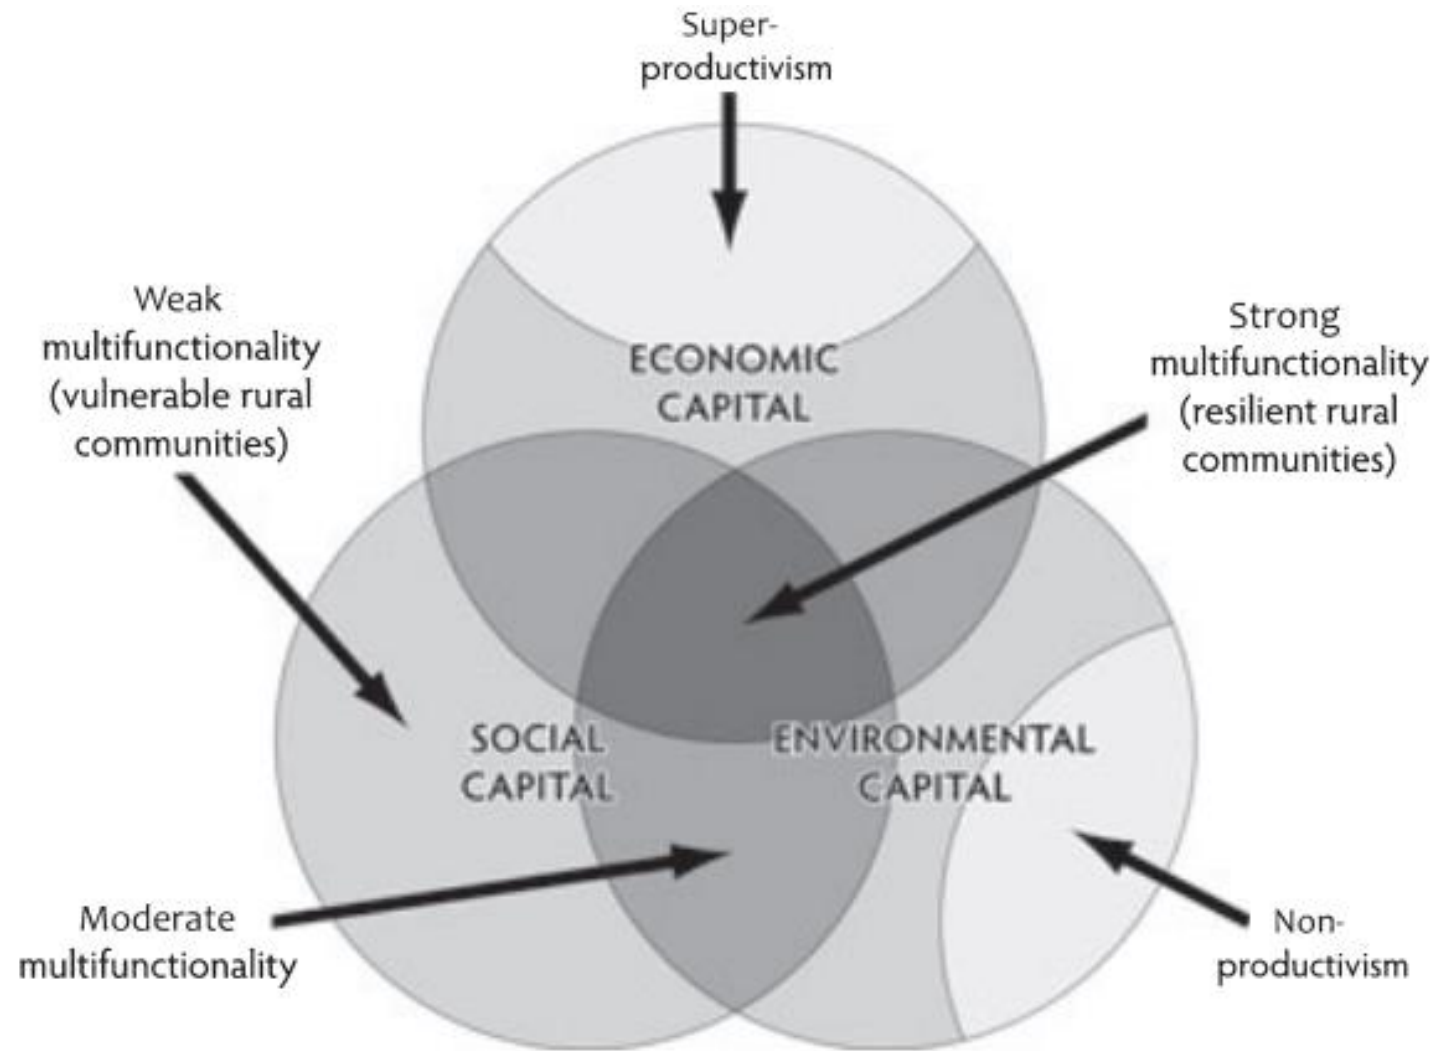 Super-
productivism
Weak
multifunctionality
(vulnerable rural
communities)
Strong
multifunctionality
(resilient rural
communities)
ECONOMIC
CAPITAL
SOCIAL
CAPITAL
ENVIRONMENTAL
CAPITAL
Moderate
multifunctionality
Non-
productivism